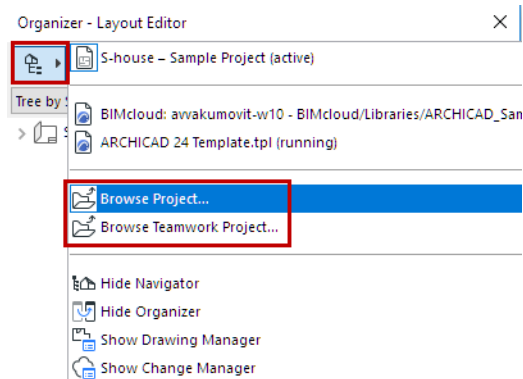 Organizer - Layout Editor
S-house – Sample Project (active)
Tree by
BIMcloud: avvakumovit-w10 - BIMcloud/Libraries/ARCHICAD_Sam
ARCHICAD 24 Template.tpl (running)
Browse Project...
Browse Teamwork Project...
Hide Navigator
Hide Organizer
Show Drawing Manager
Show Change Manager